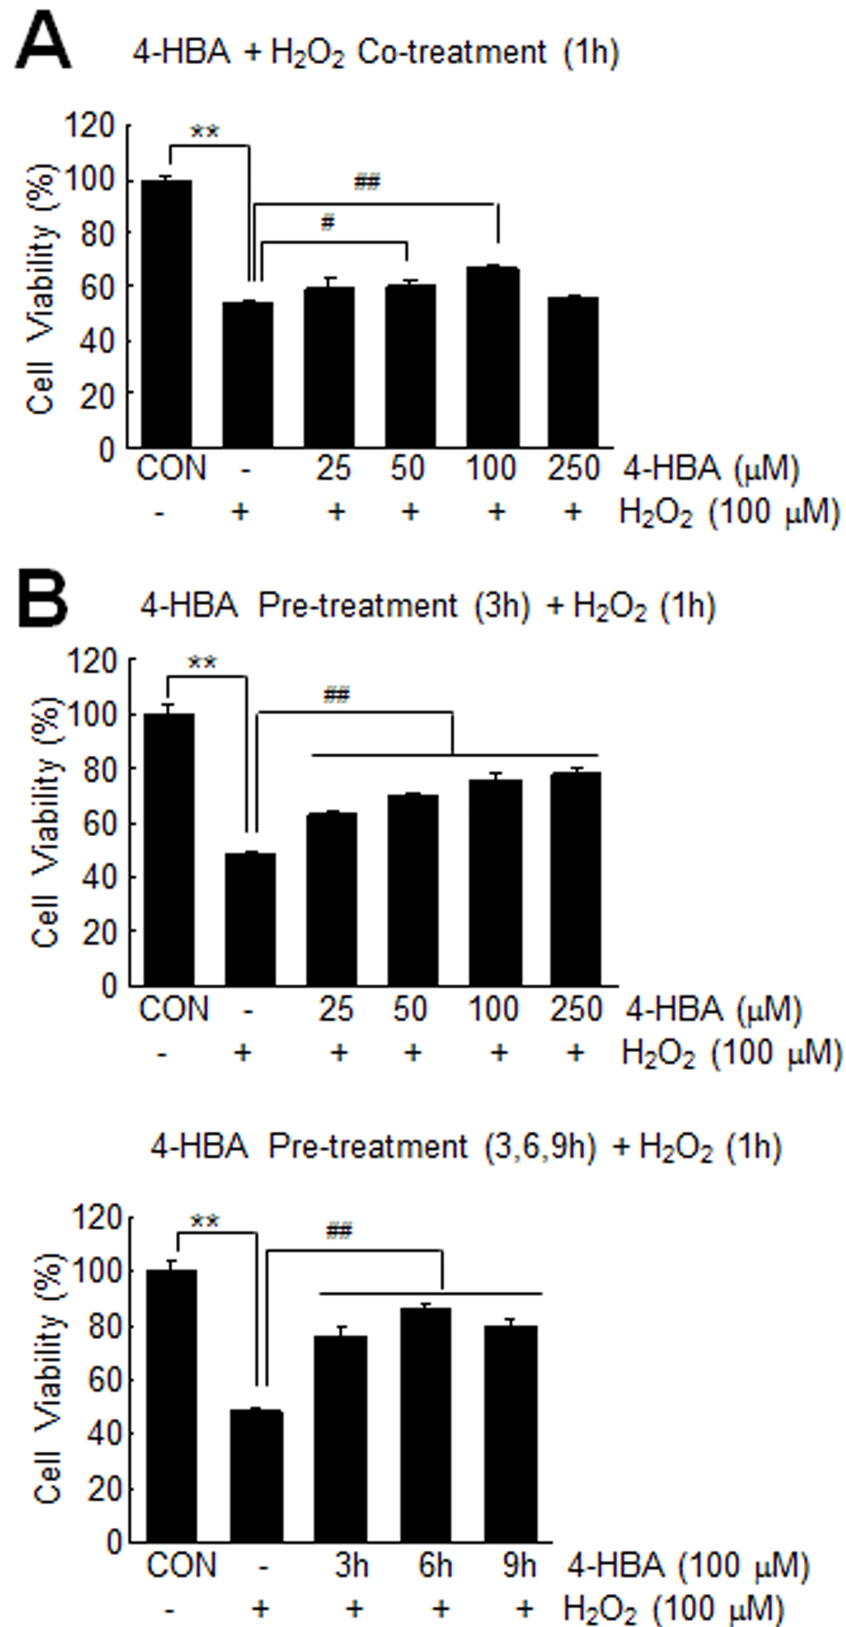 A
4-HBA + H₂O₂ Co-treatment (1h)
Cell Viability (%)
120
100
80
60
40
20
0
**
##
#
CON - 25 50 100 250 4-HBA (μM)
- + + + + + H₂O₂ (100 μM)
B
4-HBA Pre-treatment (3h) + H₂O₂ (1h)
Cell Viability (%)
120
100
80
60
40
20
0
**
##
CON - 25 50 100 250 4-HBA (μM)
- + + + + + H₂O₂ (100 μM)
4-HBA Pre-treatment (3,6,9h) + H₂O₂ (1h)
Cell Viability (%)
120
100
80
60
40
20
0
**
##
CON - 3h 6h 9h 4-HBA (100 μM)
- + + + + H₂O₂ (100 μM)